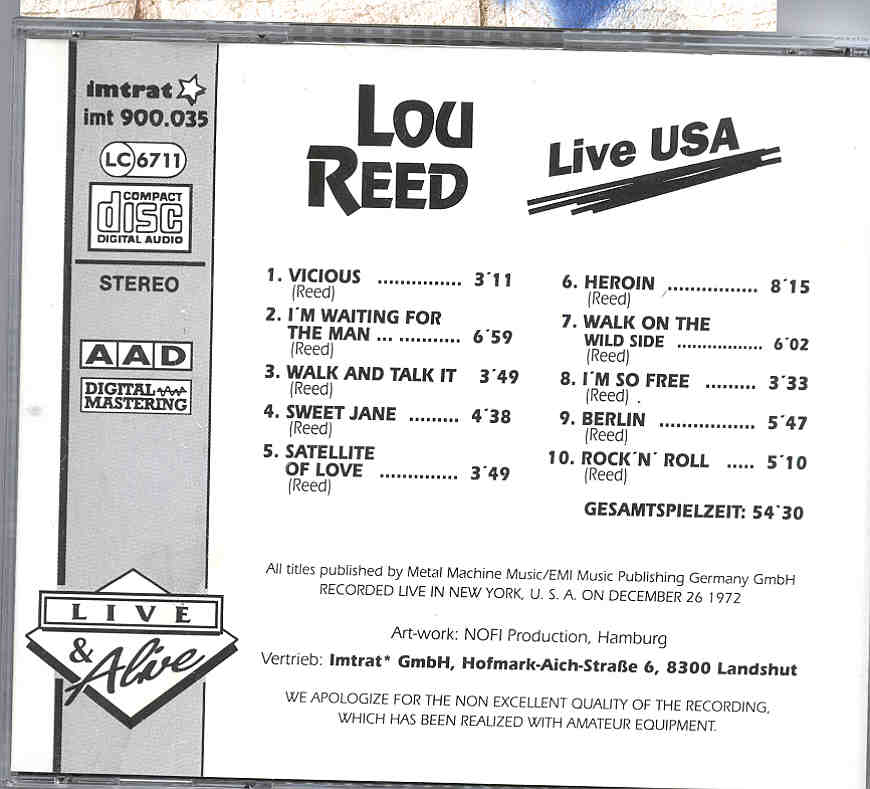 imtrat
imt 900.035
LC 6711
COMPACT
disc
DIGITAL AUDIO
STEREO
AAD
DIGITAL
MASTERING
LIVE
& Alive
LOU
REED
Live USA
1. VICIOUS ............... 3´11
(Reed)
2. I´M WAITING FOR
THE MAN ... ........... 6´59
(Reed)
3. WALK AND TALK IT 3´49
(Reed)
4. SWEET JANE ......... 4´38
(Reed)
5. SATELLITE
OF LOVE .............. 3´49
(Reed)
6. HEROIN ................ 8´15
(Reed)
7. WALK ON THE
WILD SIDE ................ 6´02
(Reed)
8. I´M SO FREE ......... 3´33
(Reed)
9. BERLIN ................. 5´47
(Reed)
10. ROCK´N´ ROLL ..... 5´10
(Reed)
GESAMTSPIELZEIT: 54´30
All titles published by Metal Machine Music/EMI Music Publishing Germany GmbH
RECORDED LIVE IN NEW YORK, U. S. A. ON DECEMBER 26 1972
Art-work: NOFI Production, Hamburg
Vertrieb: Imtrat* GmbH, Hofmark-Aich-Straße 6, 8300 Landshut
WE APOLOGIZE FOR THE NON EXCELLENT QUALITY OF THE RECORDING,
WHICH HAS BEEN REALIZED WITH AMATEUR EQUIPMENT.